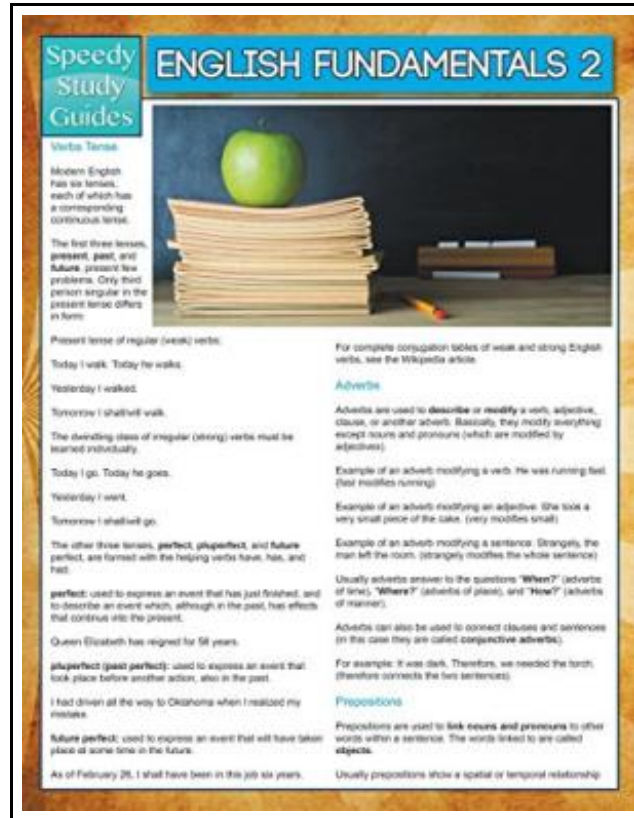 Speedy
Study
Guides
ENGLISH FUNDAMENTALS 2
Verbs Tense
Modern English
has six tenses,
each of which has
a corresponding
continuous tense.
The first three tenses,
present, past, and
future, present few
problems. Only third
person singular in the
present tense differs
in form:
Present tense of regular (weak) verbs:
Today I walk. Today he walks.
Yesterday I walked.
Tomorrow I shall/will walk.
The dwindling class of irregular (strong) verbs must be
learned individually.
Today I go. Today he goes.
Yesterday I went.
Tomorrow I shall/will go.
The other three tenses, perfect, pluperfect, and future
perfect, are formed with the helping verbs have, has, and
had.
perfect: used to express an event that has just finished, and
to describe an event which, although in the past, has effects
that continue into the present.
Queen Elizabeth has reigned for 58 years.
pluperfect (past perfect): used to express an event that
took place before another action, also in the past.
I had driven all the way to Oklahoma when I realized my
mistake.
future perfect: used to express an event that will have taken
place at some time in the future.
As of February 26, I shall have been in this job six years.
For complete conjugation tables of weak and strong English
verbs, see the Wikipedia article.
Adverbs
Adverbs are used to describe or modify a verb, adjective,
clause, or another adverb. Basically, they modify everything
except nouns and pronouns (which are modified by
adjectives).
Example of an adverb modifying a verb: He was running fast.
(fast modifies running)
Example of an adverb modifying an adjective: She took a
very small piece of the cake. (very modifies small)
Example of an adverb modifying a sentence: Strangely, the
man left the room. (strangely modifies the whole sentence)
Usually adverbs answer to the questions "When?" (adverbs
of time), "Where?" (adverbs of place), and "How?" (adverbs
of manner).
Adverbs can also be used to connect clauses and sentences
(in this case they are called conjunctive adverbs).
For example: It was dark. Therefore, we needed the torch.
(therefore connects the two sentences).
Prepositions
Prepositions are used to link nouns and pronouns to other
words within a sentence. The words linked to are called
objects.
Usually prepositions show a spatial or temporal relationship